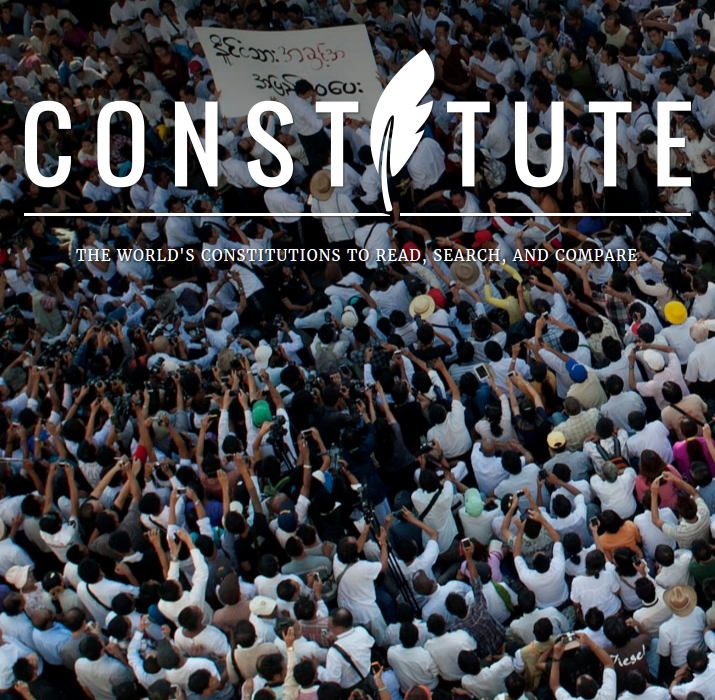 CONSTITUTE
THE WORLD'S CONSTITUTIONS TO READ, SEARCH, AND COMPARE